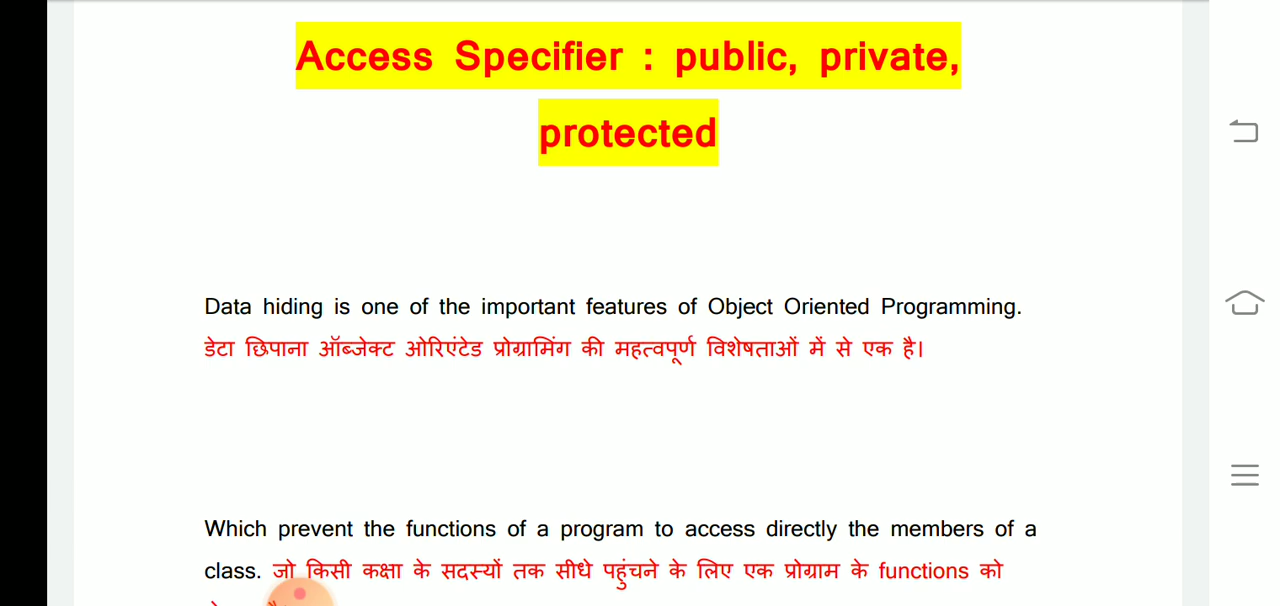 Access Specifier : public, private,
protected
Data hiding is one of the important features of Object Oriented Programming.
डेटा छिपाना ऑब्जेक्ट ओरिएंटेड प्रोग्रामिंग की महत्वपूर्ण विशेषताओं में से एक है।
Which prevent the functions of a program to access directly the members of a
class. जो किसी कक्षा के सदस्यों तक सीधे पहुंचने के लिए एक प्रोग्राम के functions को